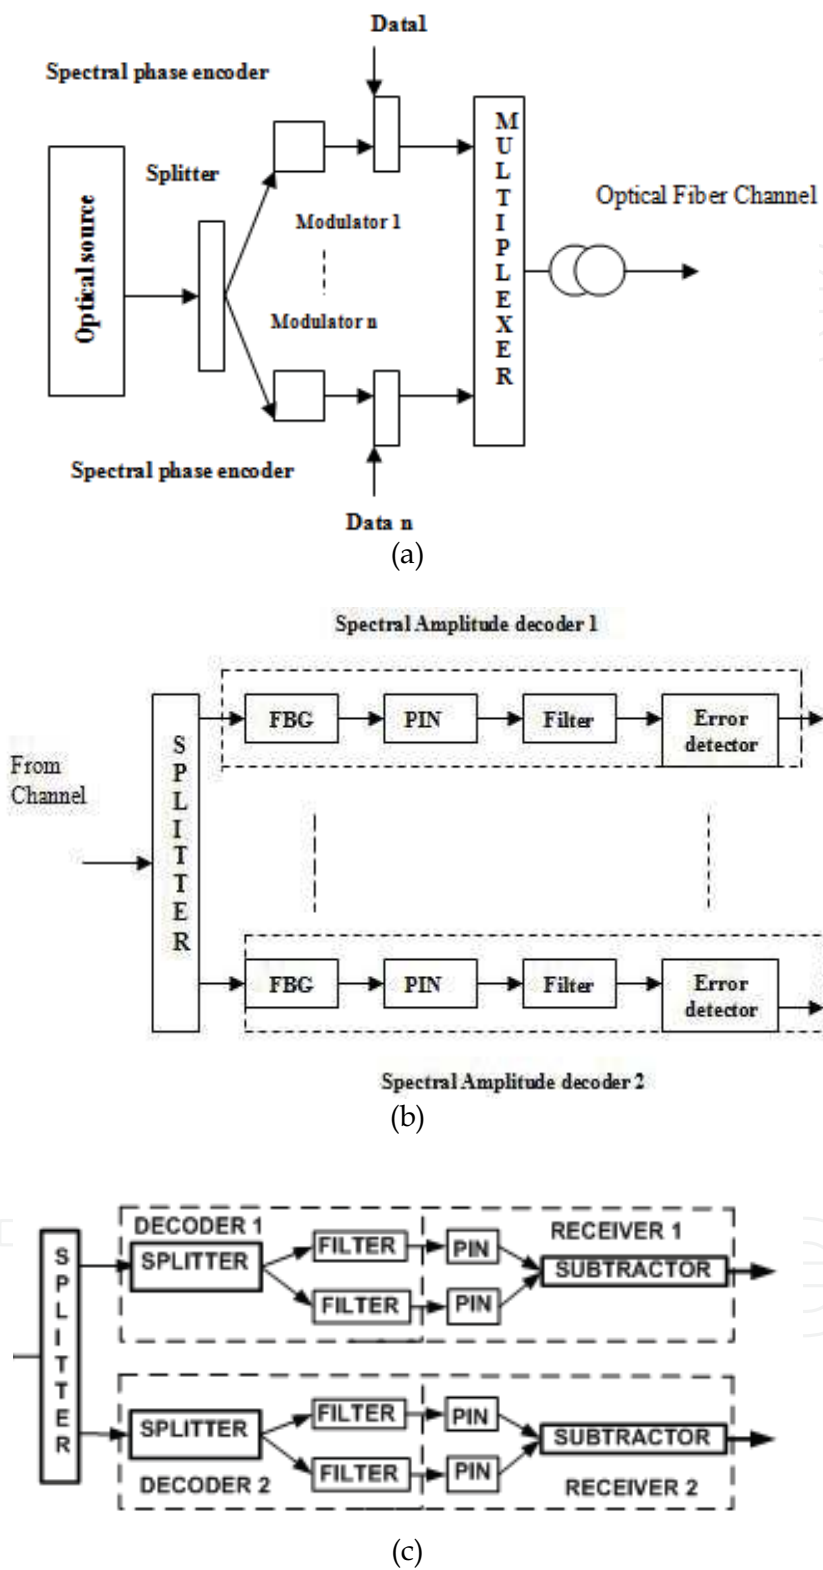 Data1
Spectral phase encoder
Splitter
Optical source
Modulator 1
Modulator n
MULTIPLEXER
Optical Fiber Channel
Spectral phase encoder
Data n
(a)
Spectral Amplitude decoder 1
From
Channel
SPLITTER
FBG
PIN
Filter
Error
detector
FBG
PIN
Filter
Error
detector
Spectral Amplitude decoder 2
(b)
SPLITTER
DECODER 1
SPLITTER
FILTER
FILTER
PIN
PIN
RECEIVER 1
SUBTRACTOR
SPLITTER
DECODER 2
FILTER
FILTER
PIN
PIN
SUBTRACTOR
RECEIVER 2
(c)